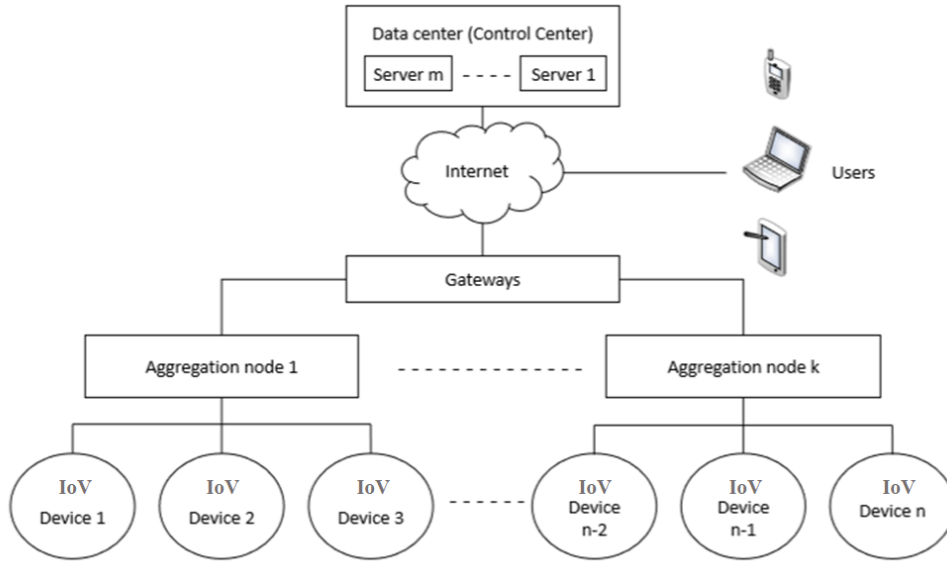 Data center (Control Center)
Server m
Server 1
Internet
Users
Gateways
Aggregation node 1
Aggregation node k
IoV
Device 1
IoV
Device 2
IoV
Device 3
IoV
Device
n-2
IoV
Device
n-1
IoV
Device n